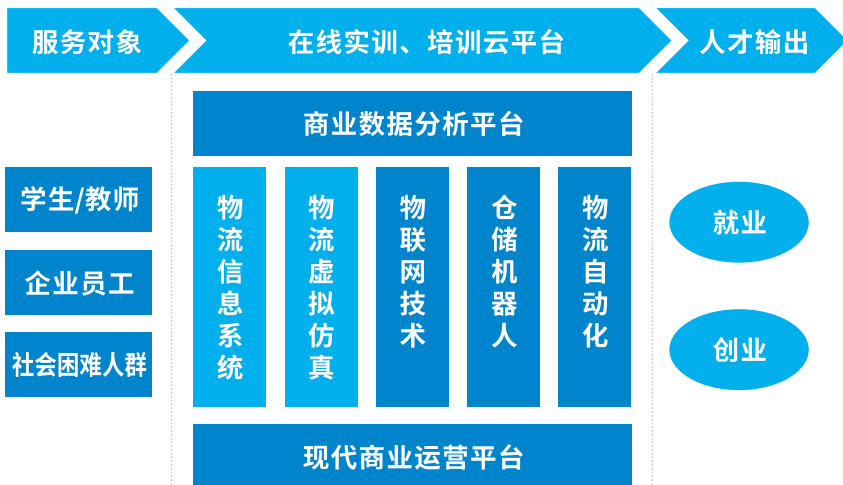 服务对象
在线实训、培训云平台
人才输出
学生/教师
企业员工
社会困难人群
商业数据分析平台
物流信息系统
物流虚拟仿真
物联网技术
仓储机器人
物流自动化
现代商业运营平台
就业
创业